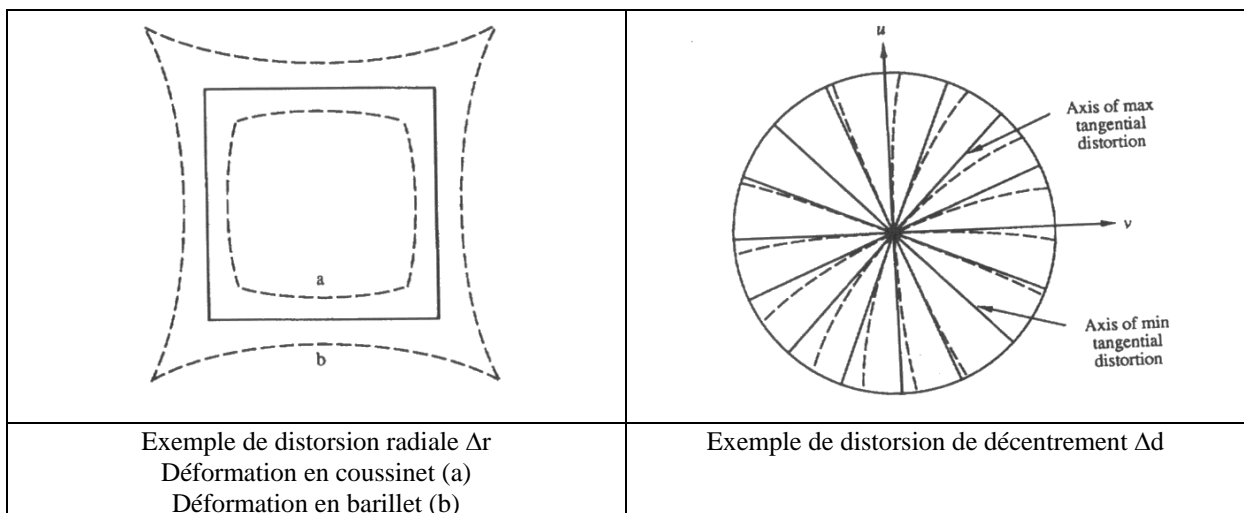 a
b
u
Axis of max
tangential
distortion
v
Axis of min
tangential
distortion
Exemple de distorsion radiale Δr
Déformation en coussinet (a)
Déformation en barillet (b)
Exemple de distorsion de décentrement Δd